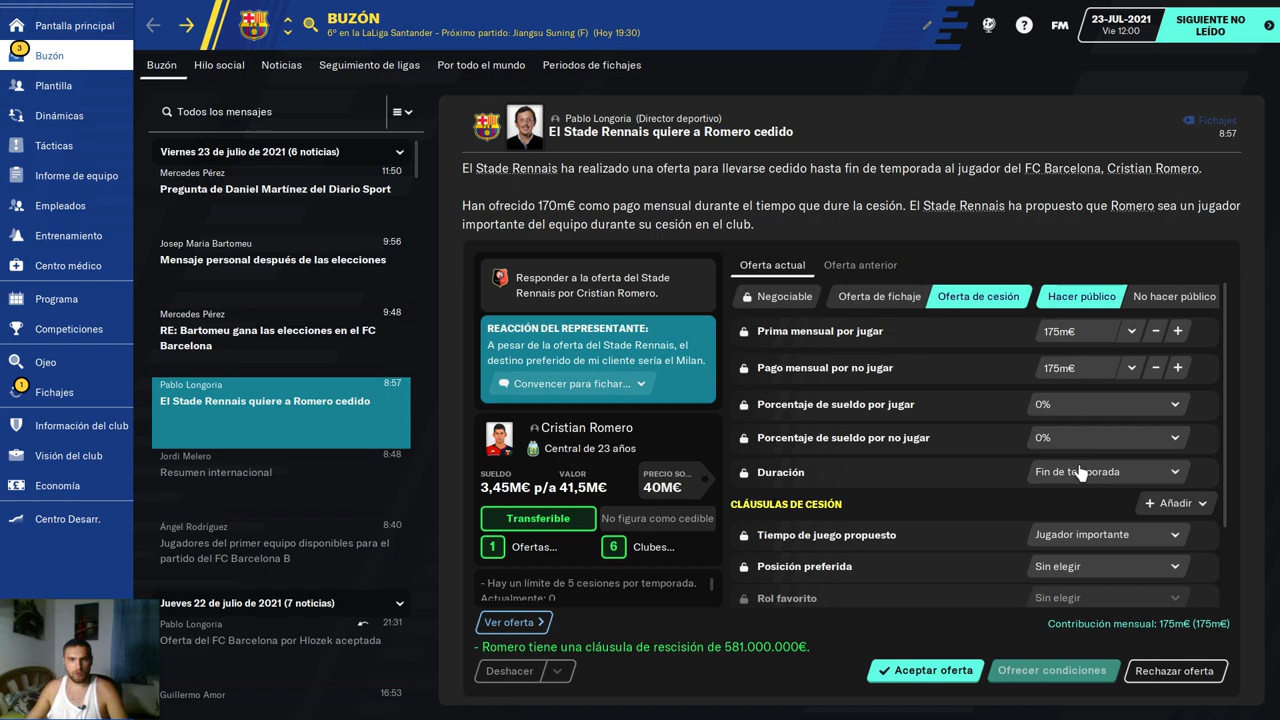 Pantalla principal
3
Buzón
Plantilla
Dinámicas
Tácticas
Informe de equipo
Empleados
Entrenamiento
Centro médico
Programa
Competiciones
Ojeo
1
Fichajes
Información del club
Visión del club
Economía
Centro Desarr.
BUZÓN
6º en la LaLiga Santander - Próximo partido: Jiangsu Suning (F) (Hoy 19:30)
FM
23-JUL-2021
Vie 12:00
SIGUIENTE NO
LEÍDO
Buzón
Hilo social
Noticias
Seguimiento de ligas
Por todo el mundo
Periodos de fichajes
Todos los mensajes
Viernes 23 de julio de 2021 (6 noticias)
Mercedes Pérez 11:50
Pregunta de Daniel Martínez del Diario Sport
Josep Maria Bartomeu 9:56
Mensaje personal después de las elecciones
Mercedes Pérez 9:48
RE: Bartomeu gana las elecciones en el FC
Barcelona
Pablo Longoria 8:57
El Stade Rennais quiere a Romero cedido
Jordi Melero 8:48
Resumen internacional
Ángel Rodríguez 8:40
Jugadores del primer equipo disponibles para el
partido del FC Barcelona B
Jueves 22 de julio de 2021 (7 noticias)
Pablo Longoria 21:31
Oferta del FC Barcelona por Hlozek aceptada
Guillermo Amor 16:53
Pablo Longoria (Director deportivo)
El Stade Rennais quiere a Romero cedido
Fichajes
8:57
El Stade Rennais ha realizado una oferta para llevarse cedido hasta fin de temporada al jugador del FC Barcelona, Cristian Romero.
Han ofrecido 170m€ como pago mensual durante el tiempo que dure la cesión. El Stade Rennais ha propuesto que Romero sea un jugador
importante del equipo durante su cesión en el club.
Responder a la oferta del Stade
Rennais por Cristian Romero.
REACCIÓN DEL REPRESENTANTE:
A pesar de la oferta del Stade Rennais, el
destino preferido de mi cliente sería el Milan.
Convencer para fichar...
Cristian Romero
Central de 23 años
SUELDO VALOR PRECIO SO...
3,45M€ p/a 41,5M€ 40M€
Transferible
No figura como cedible
1 Ofertas...
6 Clubes...
- Hay un límite de 5 cesiones por temporada.
Actualmente: 0
Ver oferta
Oferta actual
Oferta anterior
Negociable
Oferta de fichaje
Oferta de cesión
Hacer público
No hacer público
Prima mensual por jugar 175m€
Pago mensual por no jugar 175m€
Porcentaje de sueldo por jugar 0%
Porcentaje de sueldo por no jugar 0%
Duración Fin de temporada
CLÁUSULAS DE CESIÓN
+ Añadir
Tiempo de juego propuesto Jugador importante
Posición preferida Sin elegir
Rol favorito Sin elegir
Contribución mensual: 175m€ (175m€)
- Romero tiene una cláusula de rescisión de 581.000.000€.
Deshacer
Aceptar oferta
Ofrecer condiciones
Rechazar oferta